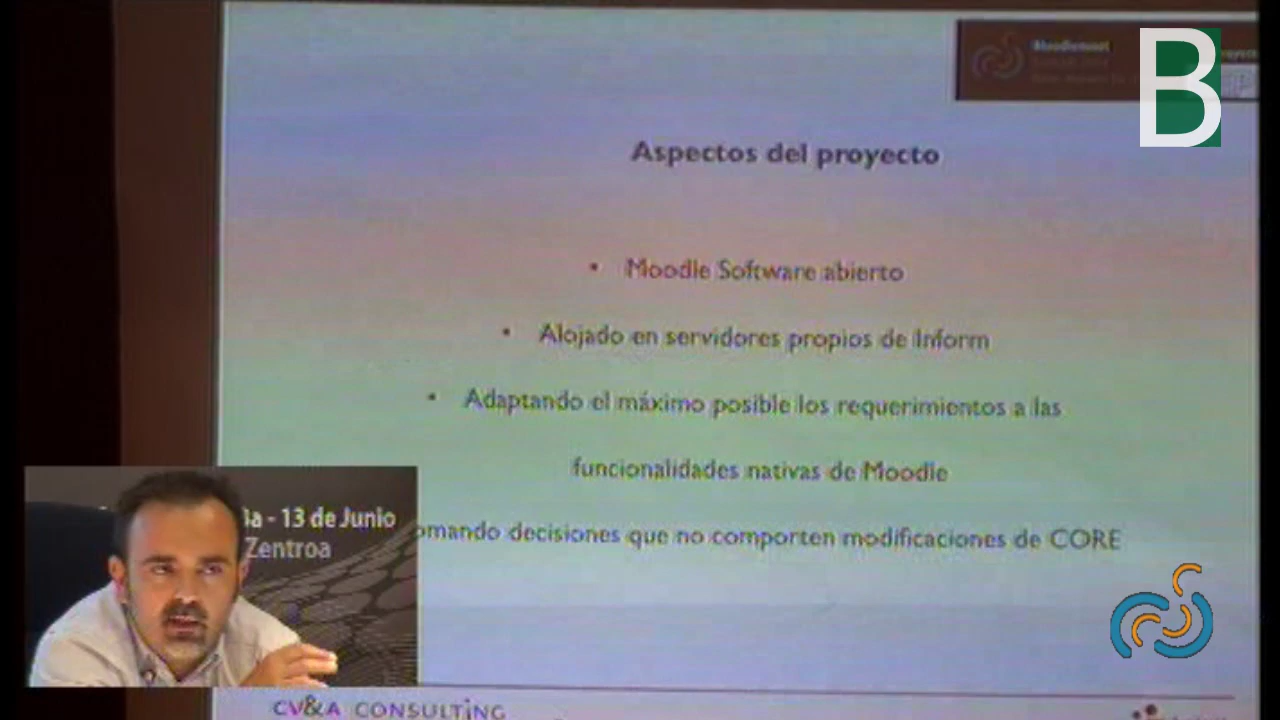 Moodlemoot
B
Aspectos del proyecto
• Moodle Software abierto
• Alojado en servidores propios de Inform
• Adaptando el máximo posible los requerimientos a las
funcionalidades nativas de Moodle
omando decisiones que no comporten modificaciones de CORE
- 13 de Junio
Zentroa
CV&A CONSULTING